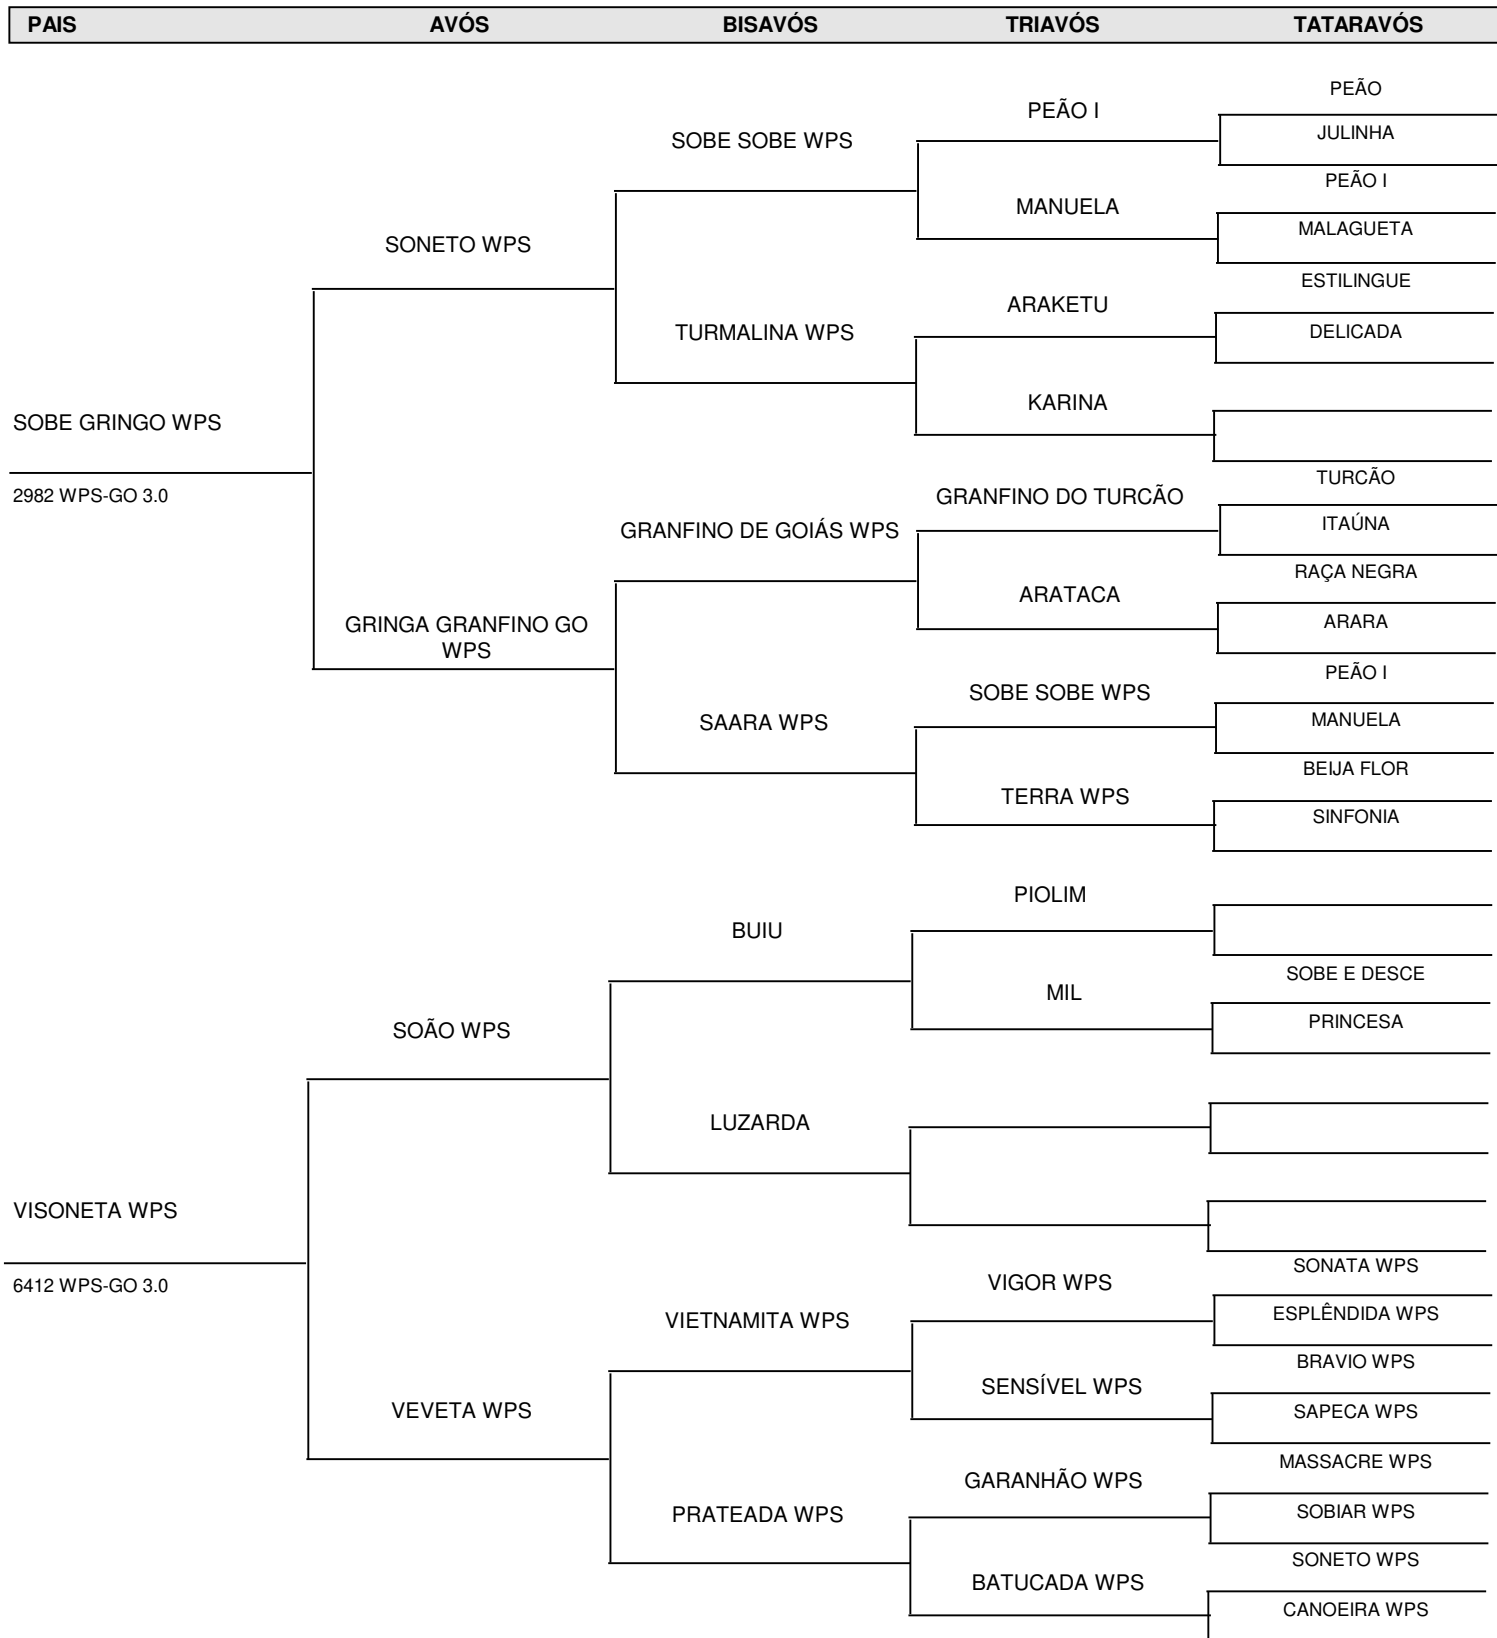 PAIS AVÓS BISAVÓS TRIAVÓS TATARAVÓS
PEÃO
PEÃO I
JULINHA
SOBE SOBE WPS
PEÃO I
MANUELA
MALAGUETA
SONETO WPS
ESTILINGUE
ARAKETU
TURMALINA WPS
DELICADA
KARINA
SOBE GRINGO WPS
TURCÃO
2982 WPS-GO 3.0
GRANFINO DO TURCÃO
GRANFINO DE GOIÁS WPS
ITAÚNA
RAÇA NEGRA
ARATACA
ARARA
GRINGA GRANFINO GO
WPS
PEÃO I
SOBE SOBE WPS
SAARA WPS
MANUELA
BEIJA FLOR
TERRA WPS
SINFONIA
PIOLIM
BUIU
SOBE E DESCE
MIL
PRINCESA
SOÃO WPS
LUZARDA
VISONETA WPS
SONATA WPS
6412 WPS-GO 3.0
VIGOR WPS
VIETNAMITA WPS
ESPLÊNDIDA WPS
BRAVIO WPS
SENSÍVEL WPS
VEVETA WPS
SAPECA WPS
MASSACRE WPS
GARANHÃO WPS
PRATEADA WPS
SOBIAR WPS
SONETO WPS
BATUCADA WPS
CANOEIRA WPS